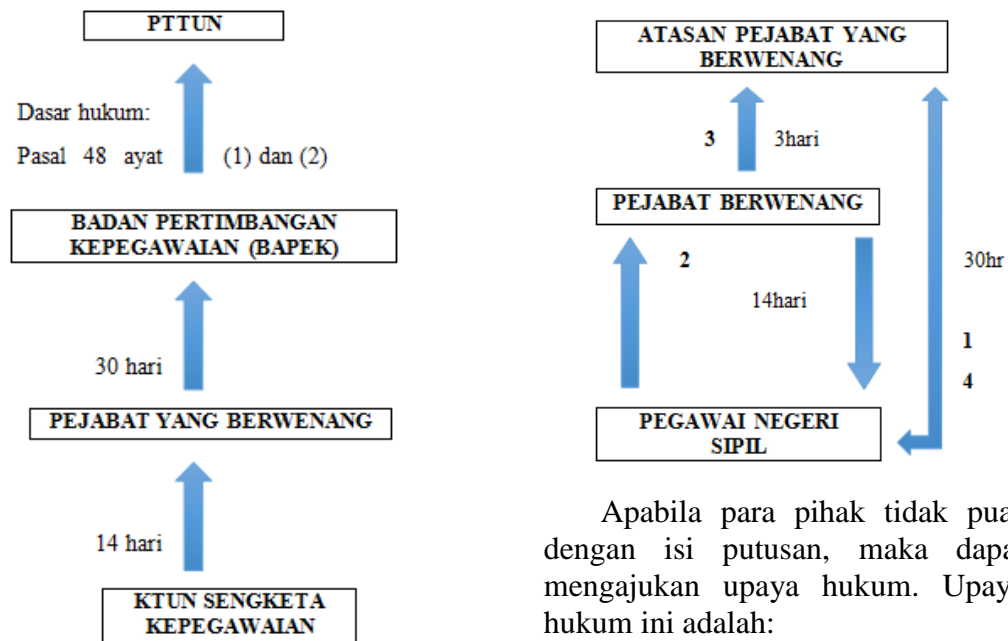 PTTUN
Dasar hukum:
Pasal 48 ayat (1) dan (2)
BADAN PERTIMBANGAN
KEPEGAWAIAN (BAPEK)
30 hari
PEJABAT YANG BERWENANG
14 hari
KTUN SENGKETA
KEPEGAWAIAN
ATASAN PEJABAT YANG
BERWENANG
3 3hari
PEJABAT BERWENANG
2
30hr
14hari
1
4
PEGAWAI NEGERI
SIPIL
Apabila para pihak tidak pua
dengan isi putusan, maka dapa
mengajukan upaya hukum. Upay
hukum ini adalah: